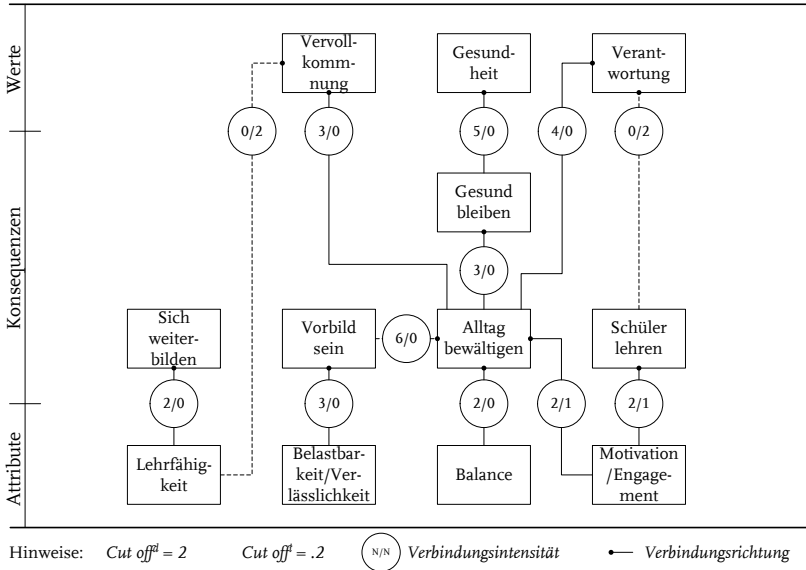 Werte
Vervoll
komm-
nung
Gesund-
heit
Verant-
wortung
0/2
3/0
5/0
4/0
0/2
Konsequenzen
Gesund
bleiben
3/0
Sich
weiter-
bilden
Vorbild
sein
6/0
Alltag
bewältigen
Schüler
lehren
2/0
3/0
2/0
2/1
2/1
Attribute
Lehrfähig-
keit
Belastbar-
keit/Ver-
lässlichkeit
Balance
Motivation
/Engage-
ment
Hinweise: Cut offᵈ = 2 Cut offᵗ = .2 N/N Verbindungsintensität Verbindungsrichtung